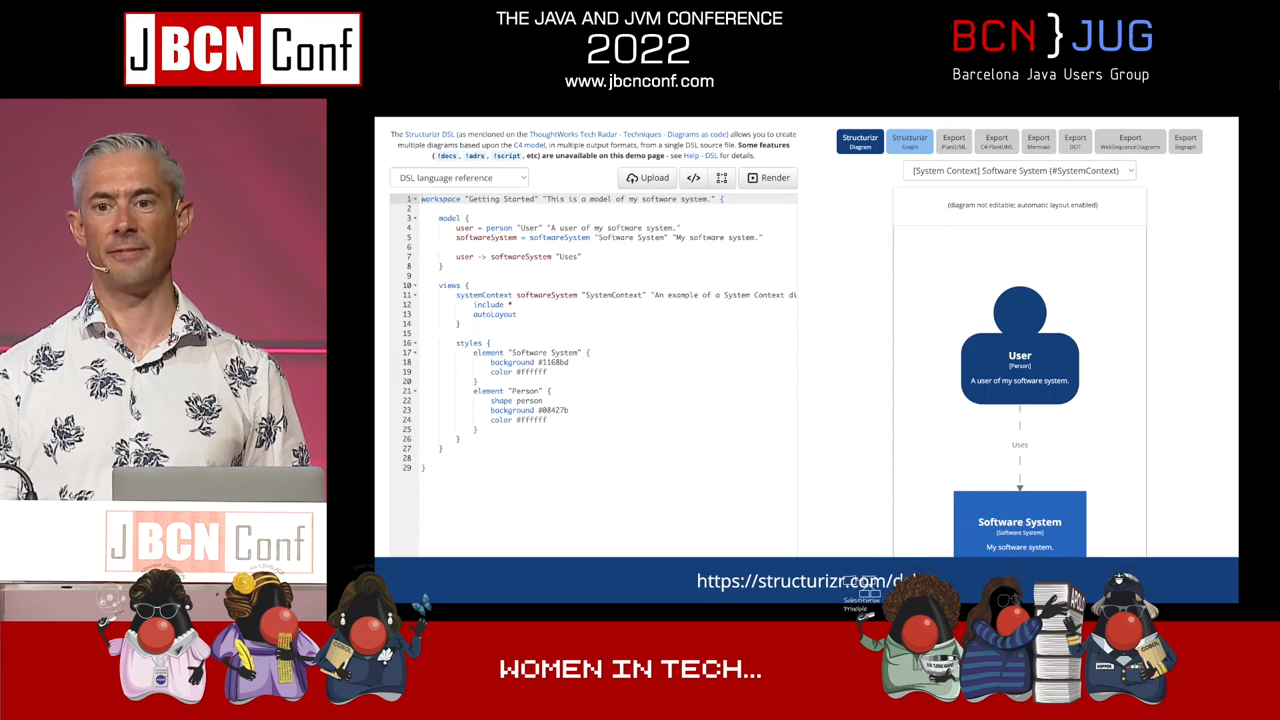 JBCNConf
THE JAVA AND JVM CONFERENCE
2022
www.jbcnconf.com
BCN}JUG
Barcelona Java Users Group
The Structurizr DSL (as mentioned on the ThoughtWorks Tech Radar - Techniques - Diagrams as code) allows you to create
multiple diagrams based upon the C4 model, in multiple output formats, from a single DSL source file. Some features
( !docs, !adrs, !script, etc) are unavailable on this demo page - see Help - DSL for details.
DSL language reference
Upload
</>
Render
1 workspace "Getting Started" "This is a model of my software system." {
2
3 model {
4 user = person "User" "A user of my software system."
5 softwareSystem = softwareSystem "Software System" "My software system."
6
7 user -> softwareSystem "Uses"
8 }
9
10 views {
11 systemContext softwareSystem "SystemContext" "An example of a System Context di
12 include *
13 autoLayout
14 }
15
16 styles {
17 element "Software System" {
18 background #1168bd
19 color #ffffff
20 }
21 element "Person" {
22 shape person
23 background #08427b
24 color #ffffff
25 }
26 }
27 }
28
29 }
Structurizr
Diagram
Structurizr
Graph
Export
PlantUML
Export
C4-PlantUML
Export
Mermaid
Export
DOT
Export
WebSequenceDiagrams
Export
Ilograph
[System Context] Software System (#SystemContext)
(diagram not editable; automatic layout enabled)
User
[Person]
A user of my software system.
Uses
Software System
[Software System]
My software system.
https://structurizr.com/d
Substitution
Principle
JBCNConf
COBOL
COBOL
HOPPER
WOMEN IN TECH...